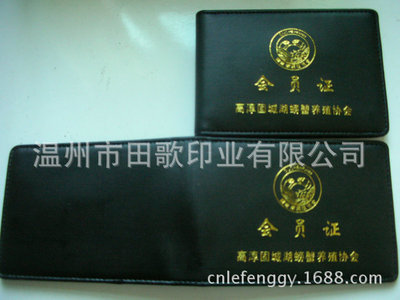 会员证
高淳固城湖螃蟹养殖协会
温州市田歌印业有限公司
会员证
高淳固城湖螃蟹养殖协会
cnlefenggy.1688.com